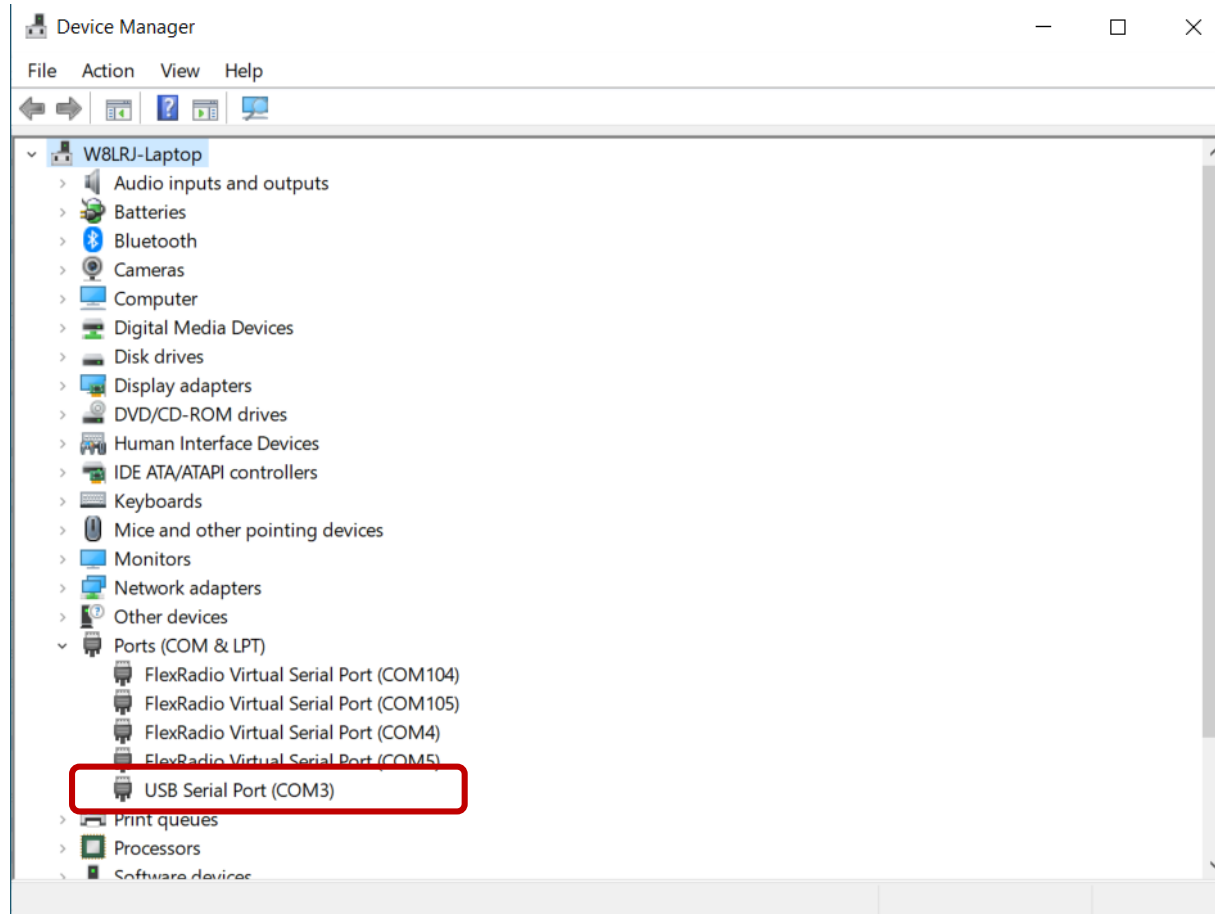 Device Manager
File Action View Help
W8LRJ-Laptop
Audio inputs and outputs
Batteries
Bluetooth
Cameras
Computer
Digital Media Devices
Disk drives
Display adapters
DVD/CD-ROM drives
Human Interface Devices
IDE ATA/ATAPI controllers
Keyboards
Mice and other pointing devices
Monitors
Network adapters
Other devices
Ports (COM & LPT)
FlexRadio Virtual Serial Port (COM104)
FlexRadio Virtual Serial Port (COM105)
FlexRadio Virtual Serial Port (COM4)
FlexRadio Virtual Serial Port (COM5)
USB Serial Port (COM3)
Print queues
Processors
Software devices